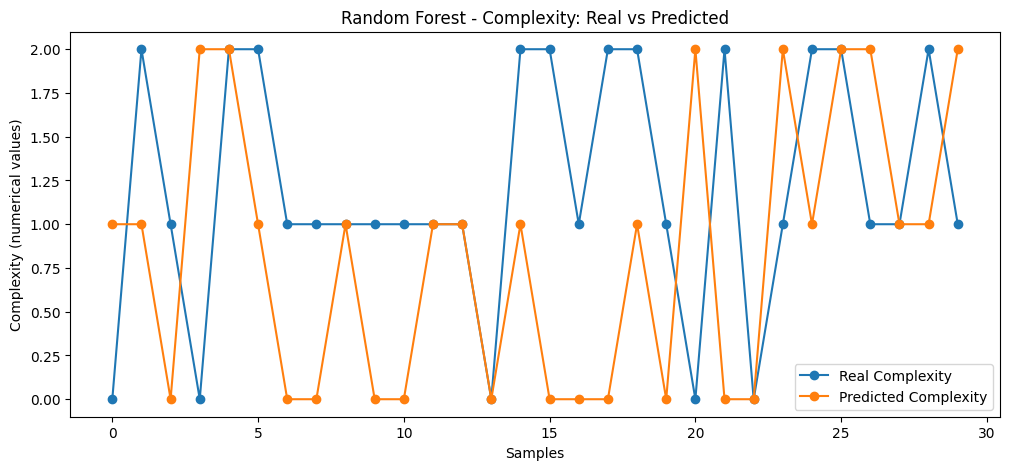 Random Forest - Complexity: Real vs Predicted
Complexity (numerical values)
2.00
1.75
1.50
1.25
1.00
0.75
0.50
0.25
0.00
0 5 10 15 20 25 30
Samples
Real Complexity
Predicted Complexity